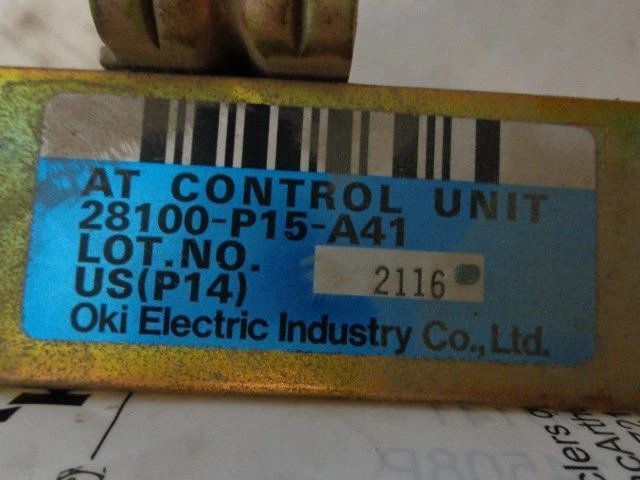 AT CONTROL UNIT
28100-P15-A41
LOT.NO.
2116
US(P14)
Oki Electric Industry Co., Ltd.